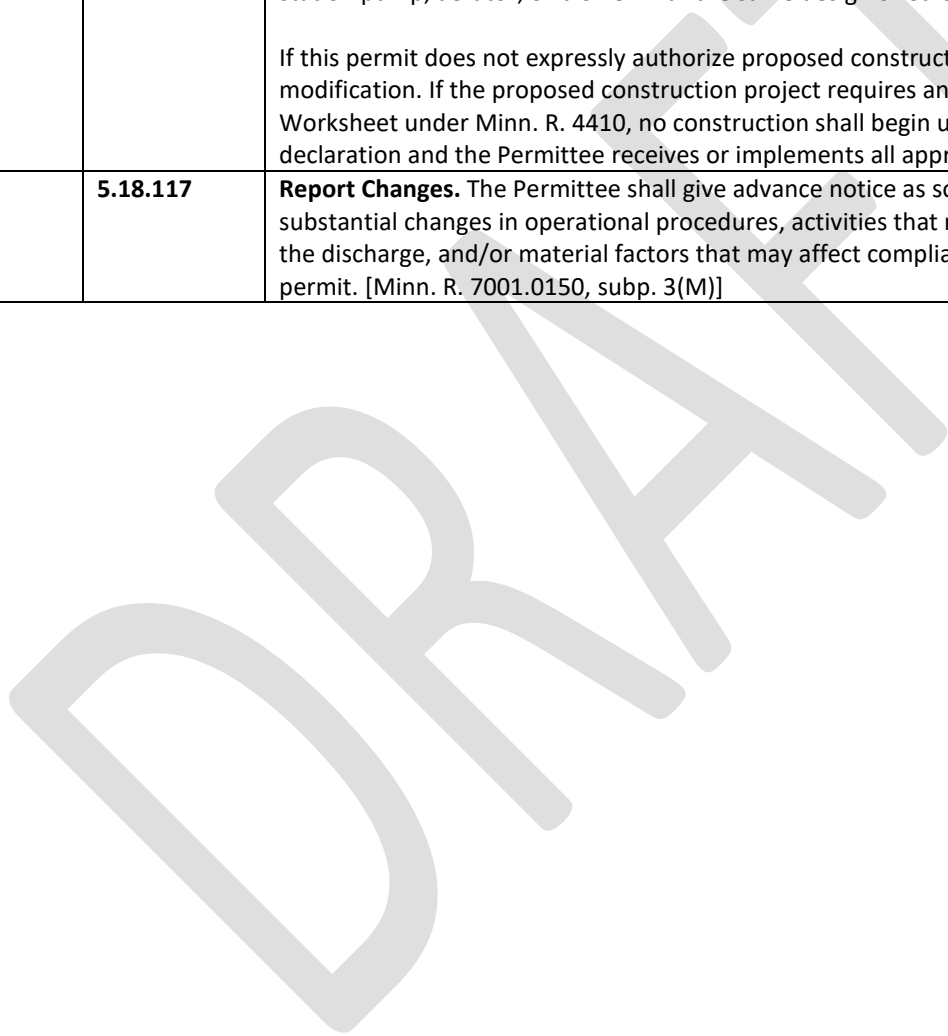 If this permit does not expressly authorize proposed construct
modification. If the proposed construction project requires an
Worksheet under Minn. R. 4410, no construction shall begin u
declaration and the Permittee receives or implements all appr
5.18.117 Report Changes. The Permittee shall give advance notice as so
substantial changes in operational procedures, activities that
the discharge, and/or material factors that may affect complia
permit. [Minn. R. 7001.0150, subp. 3(M)]
DRAFT